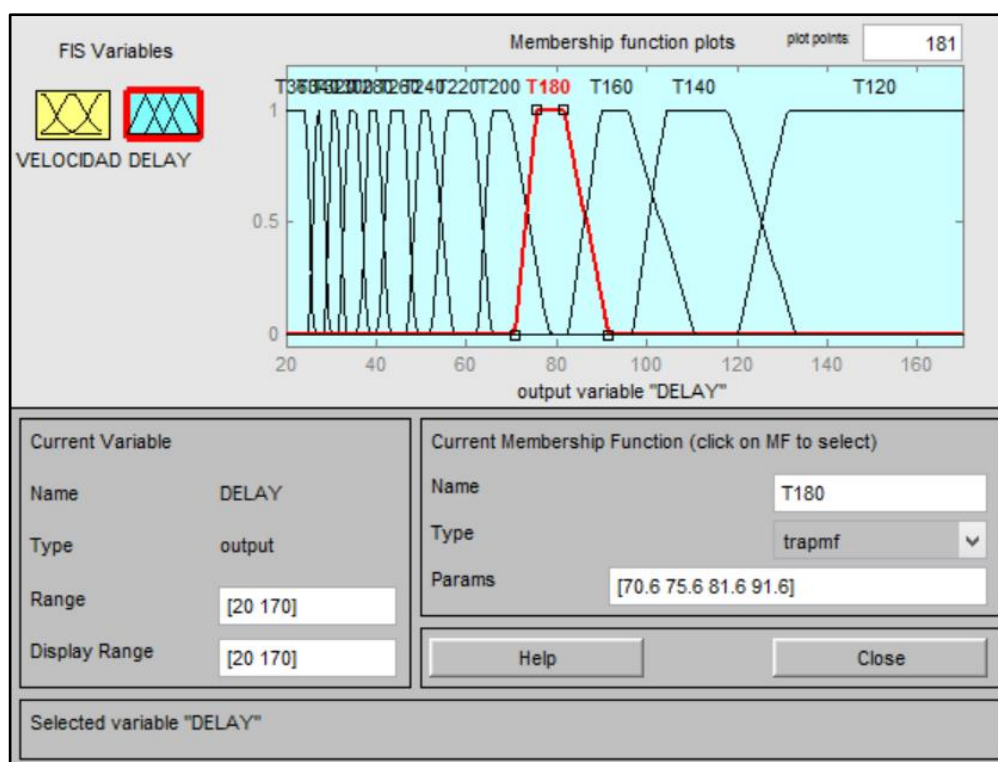 FIS Variables
Membership function plots
plot points:
181
VELOCIDAD DELAY
T220 T200 T180 T160 T140 T120
1
0.5
0
20 40 60 80 100 120 140 160
output variable "DELAY"
Current Variable
Name DELAY
Type output
Range [20 170]
Display Range [20 170]
Current Membership Function (click on MF to select)
Name T180
Type trapmf
Params [70.6 75.6 81.6 91.6]
Help Close
Selected variable "DELAY"